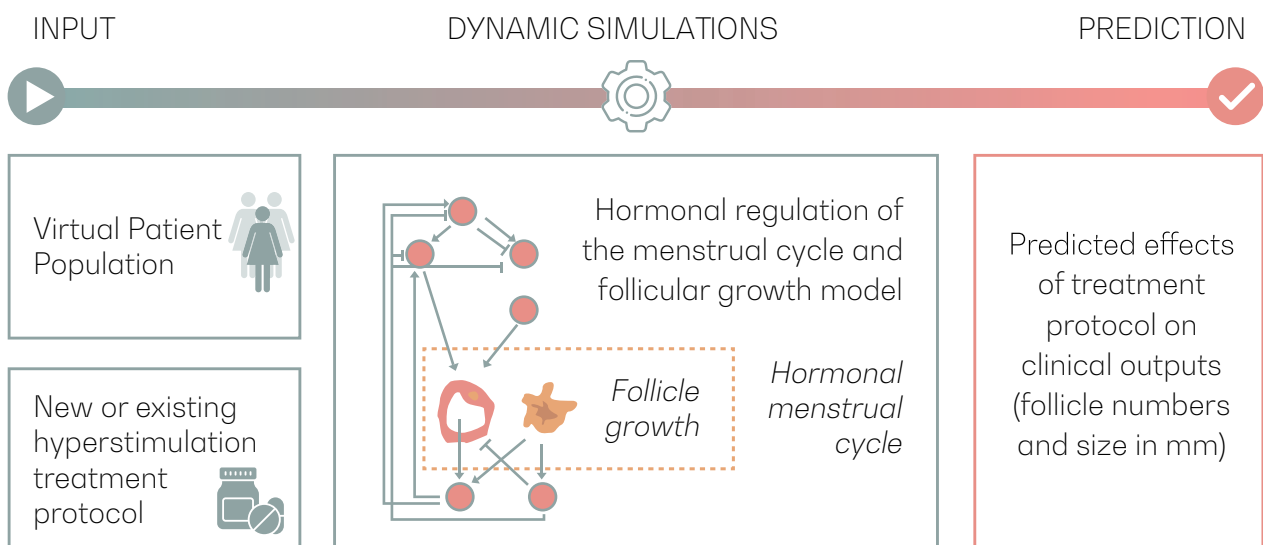 INPUT
DYNAMIC SIMULATIONS
PREDICTION
Virtual Patient
Population
New or existing
hyperstimulation
treatment
protocol
Hormonal regulation of
the menstrual cycle and
follicular growth model
Follicle
growth
Hormonal
menstrual
cycle
Predicted effects
of treatment
protocol on
clinical outputs
(follicle numbers
and size in mm)